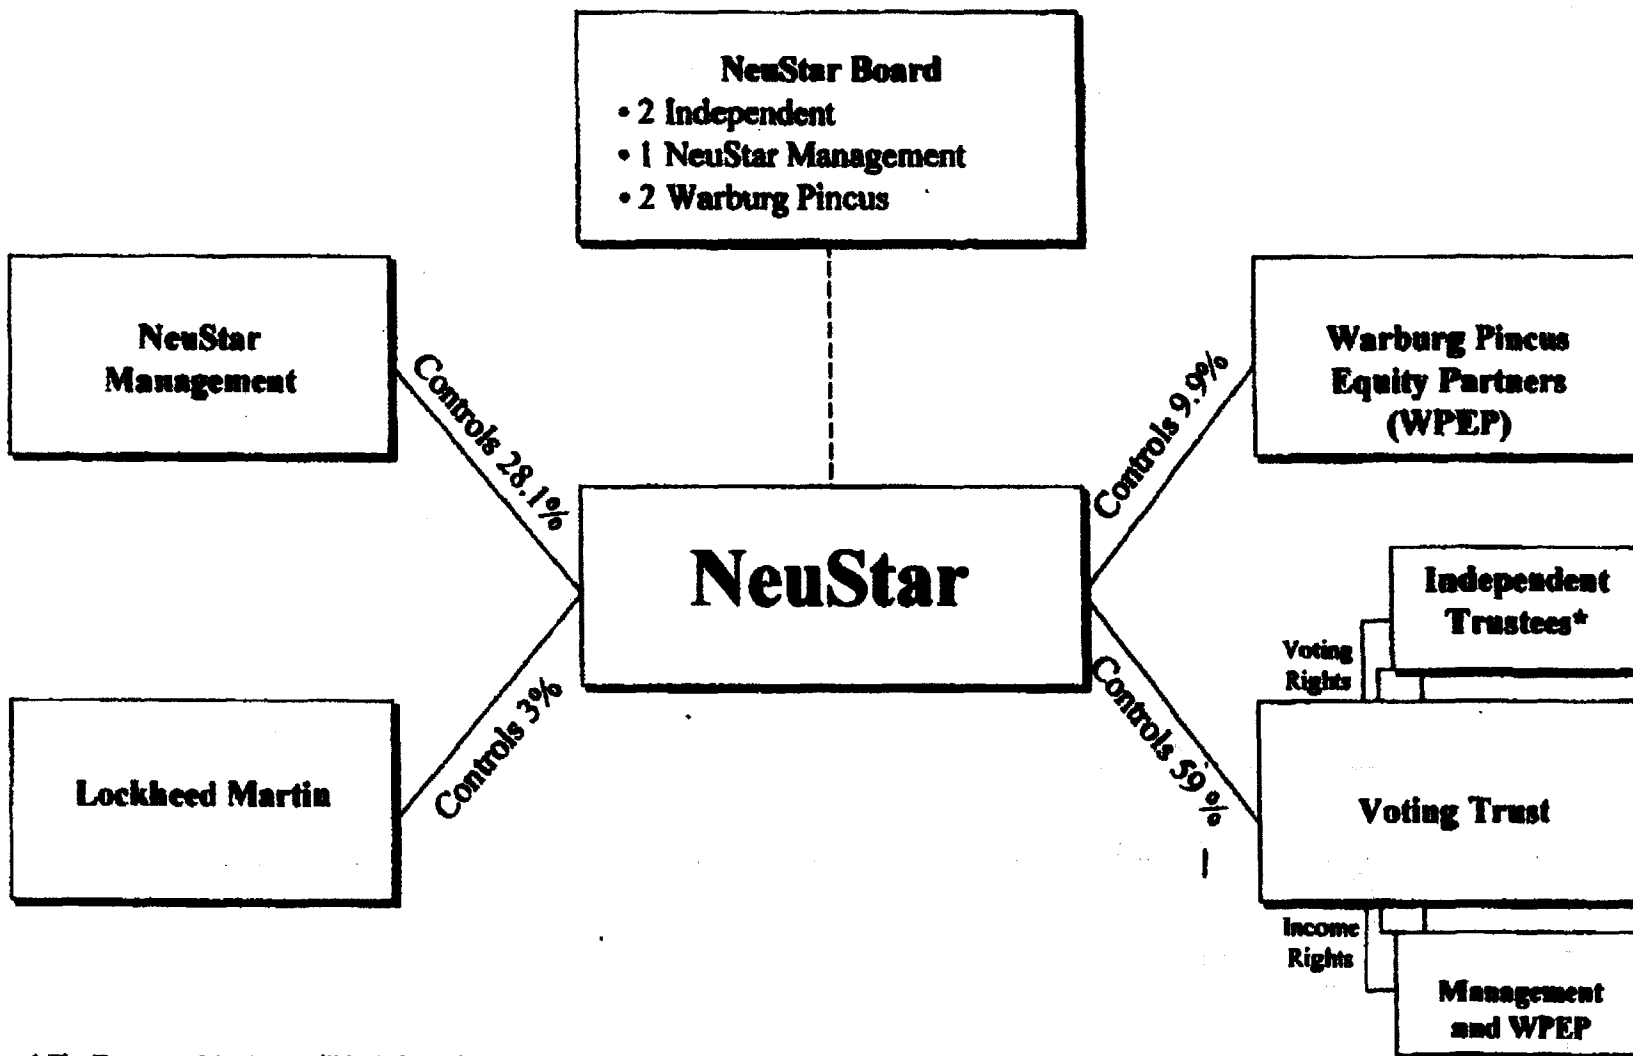 NeuStar Board
• 2 Independent
• 1 NeuStar Management
• 2 Warburg Pincus
NeuStar
Management
Controls 28.1%
Controls 9.9%
Warburg Pincus
Equity Partners
(WPEP)
NeuStar
Independent
Trustees*
Voting
Rights
Lockheed Martin
Controls 3%
Controls 59 %
Voting Trust
Income
Rights
Management
and WPEP